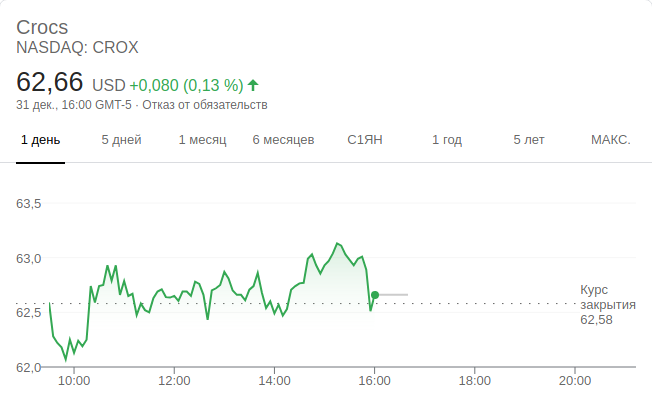 Crocs
NASDAQ: CROX
62,66 USD +0,080 (0,13 %)
31 дек., 16:00 GMT-5 · Отказ от обязательств
1 день 5 дней 1 месяц 6 месяцев С1ЯН 1 год 5 лет МАКС.
63,5
63,0
62,5
62,0
Курс
закрытия
62,58
10:00 12:00 14:00 16:00 18:00 20:00